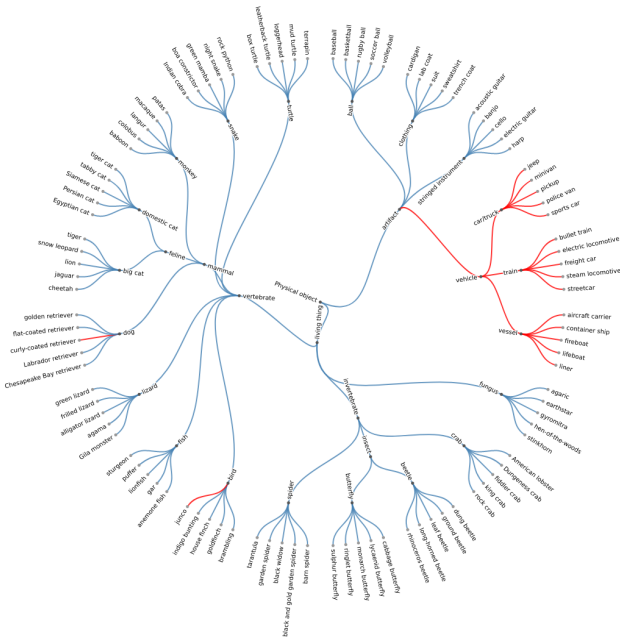 Physical object
living thing
artifact
vertebrate
mammal
feline
domestic cat
big cat
dog
monkey
snake
turtle
lizard
fish
bird
invertebrate
insect
spider
butterfly
beetle
crab
fungus
ball
clothing
stringed instrument
vehicle
car/truck
train
vessel
baseball
basketball
rugby ball
soccer ball
volleyball
cardigan
lab coat
suit
sweatshirt
trench coat
acoustic guitar
banjo
cello
electric guitar
harp
jeep
minivan
pickup
police van
sports car
bullet train
electric locomotive
freight car
steam locomotive
streetcar
aircraft carrier
container ship
fireboat
lifeboat
liner
agaric
earthstar
gyromitra
hen-of-the-woods
stinkhorn
American lobster
Dungeness crab
fiddler crab
king crab
rock crab
dung beetle
ground beetle
leaf beetle
long-horned beetle
rhinoceros beetle
cabbage butterfly
lycaenid butterfly
monarch butterfly
ringlet butterfly
sulphur butterfly
barn spider
black and gold garden spider
black widow
garden spider
tarantula
brambling
goldfinch
house finch
indigo bunting
junco
anemone fish
gar
lionfish
puffer
sturgeon
Gila monster
agama
alligator lizard
frilled lizard
green lizard
Chesapeake Bay retriever
Labrador retriever
curly-coated retriever
flat-coated retriever
golden retriever
cheetah
jaguar
lion
snow leopard
tiger
Egyptian cat
Persian cat
Siamese cat
tabby cat
tiger cat
baboon
colobus
langur
macaque
patas
Indian cobra
boa constrictor
green mamba
night snake
rock python
box turtle
leatherback turtle
loggerhead
mud turtle
terrapin